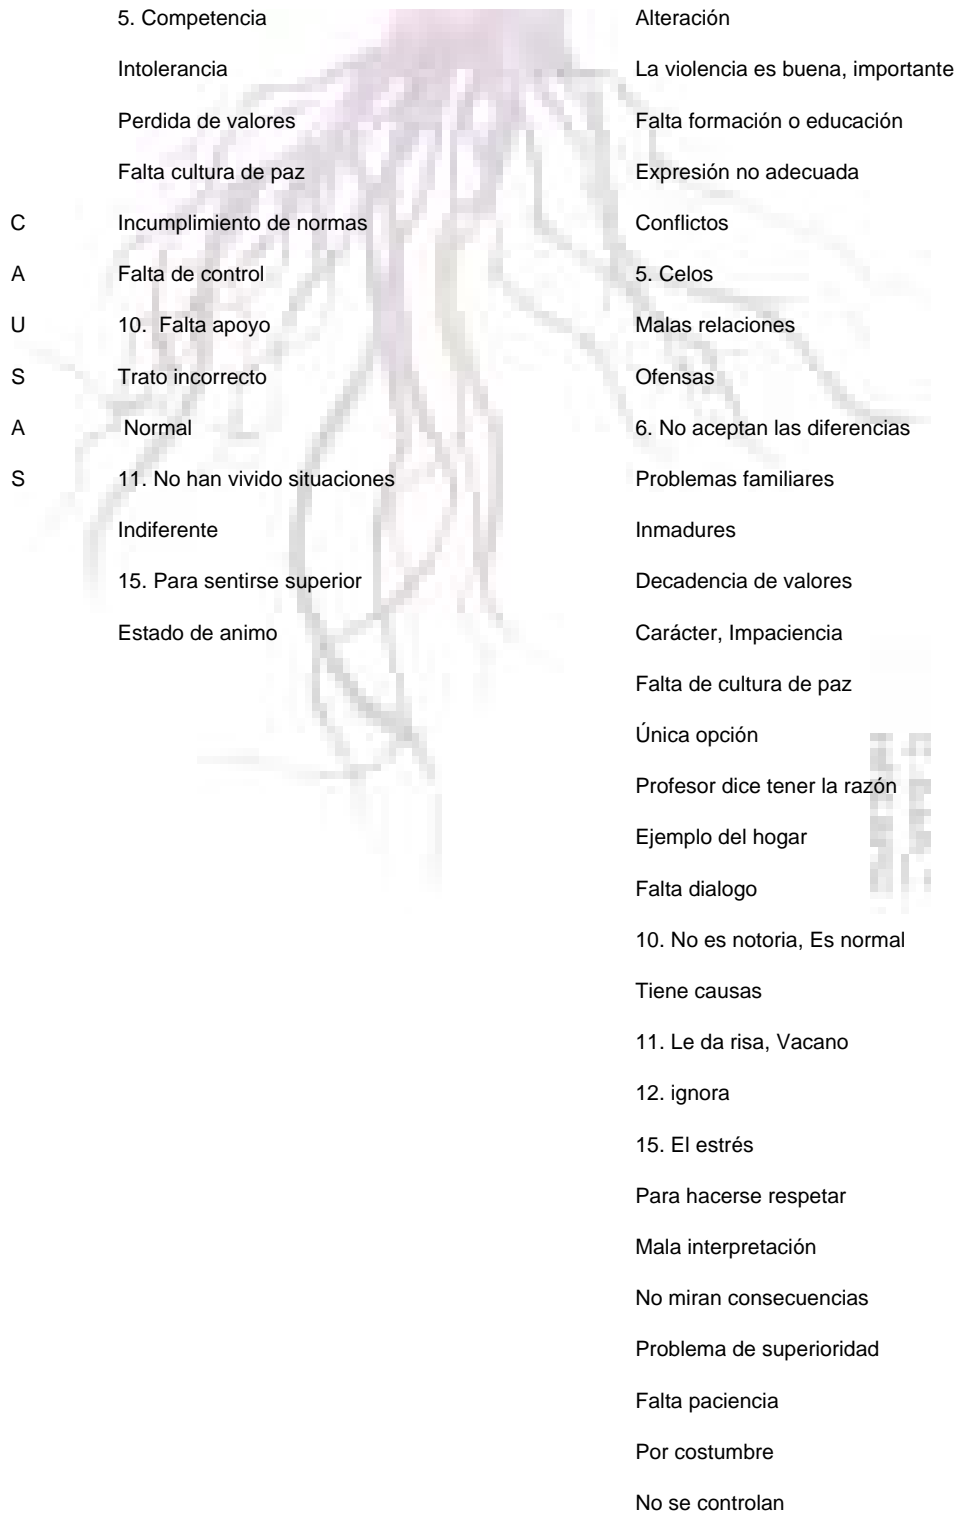 5. Competencia
Intolerancia
Perdida de valores
Falta cultura de paz
Incumplimiento de normas
Falta de control
10. Falta apoyo
Trato incorrecto
Normal
11. No han vivido situaciones
Indiferente
15. Para sentirse superior
Estado de animo
C
A
U
S
A
S
Alteración
La violencia es buena, importante
Falta formación o educación
Expresión no adecuada
Conflictos
5. Celos
Malas relaciones
Ofensas
6. No aceptan las diferencias
Problemas familiares
Inmadures
Decadencia de valores
Carácter, Impaciencia
Falta de cultura de paz
Única opción
Profesor dice tener la razón
Ejemplo del hogar
Falta dialogo
10. No es notoria, Es normal
Tiene causas
11. Le da risa, Vacano
12. ignora
15. El estrés
Para hacerse respetar
Mala interpretación
No miran consecuencias
Problema de superioridad
Falta paciencia
Por costumbre
No se controlan